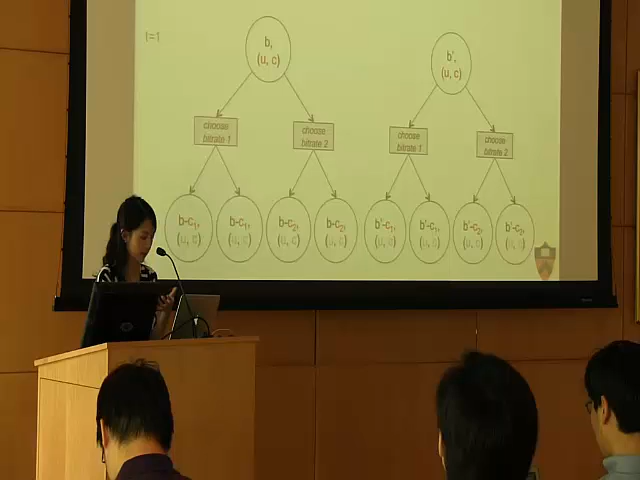 t=1
b,
(u, c)
b',
(u, c)
choose
bitrate 1
choose
bitrate 2
choose
bitrate 1
choose
bitrate 2
b-c₁,
(u, c)
b-c₁,
(u, c)
b-c₂,
(u, c)
b-c₂,
(u, c)
b'-c₁,
(u, c)
b'-c₁,
(u, c)
b'-c₂,
(u, c)
b'-c₂,
(u, c)